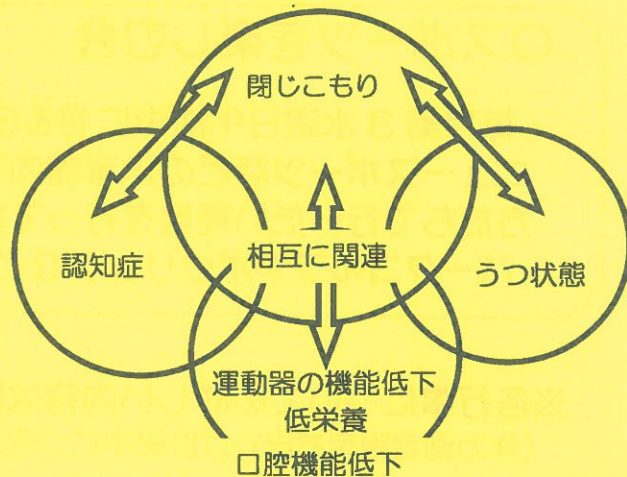 閉じこもり
認知症
相互に関連
うつ状態
運動器の機能低下
低栄養
口腔機能低下